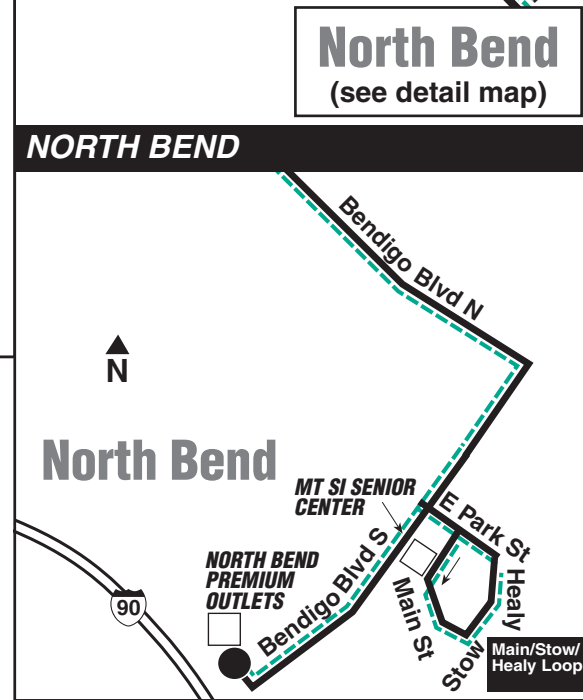 North Bend
(see detail map)
NORTH BEND
Bendigo Blvd N
N
North Bend
MT SI SENIOR
CENTER
E Park St
NORTH BEND
PREMIUM
OUTLETS
Bendigo Blvd S
Main St
Healy
Stow
90
Main/Stow/
Healy Loop